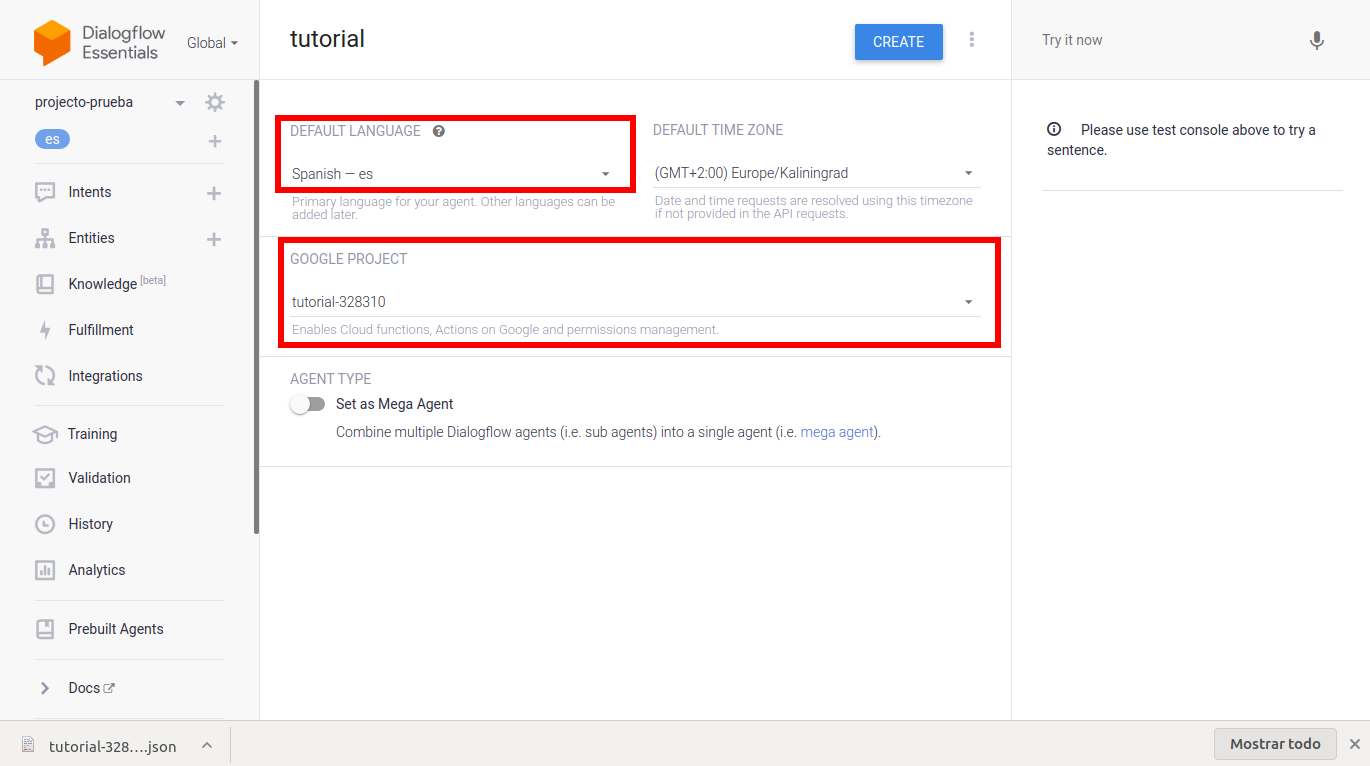 Dialogflow
Essentials
Global
projecto-prueba
es
Intents
Entities
Knowledge [beta]
Fulfillment
Integrations
Training
Validation
History
Analytics
Prebuilt Agents
Docs
tutorial
CREATE
DEFAULT LANGUAGE
Spanish — es
Primary language for your agent. Other languages can be
added later.
DEFAULT TIME ZONE
(GMT+2:00) Europe/Kaliningrad
Date and time requests are resolved using this timezone
if not provided in the API requests.
GOOGLE PROJECT
tutorial-328310
Enables Cloud functions, Actions on Google and permissions management.
AGENT TYPE
Set as Mega Agent
Combine multiple Dialogflow agents (i.e. sub agents) into a single agent (i.e. mega agent).
Try it now
Please use test console above to try a
sentence.
tutorial-328....json
Mostrar todo